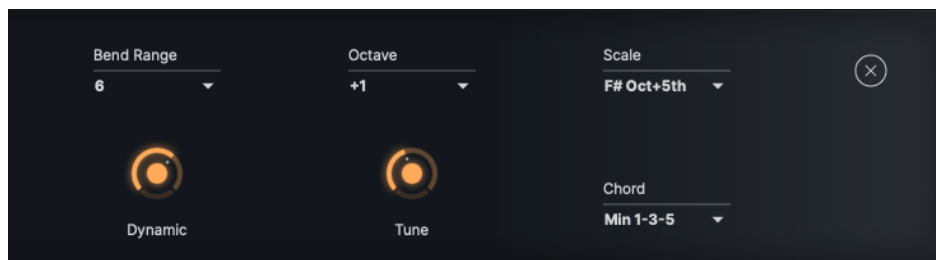 Bend Range
6
Octave
+1
Scale
F# Oct+5th
Dynamic
Tune
Chord
Min 1-3-5